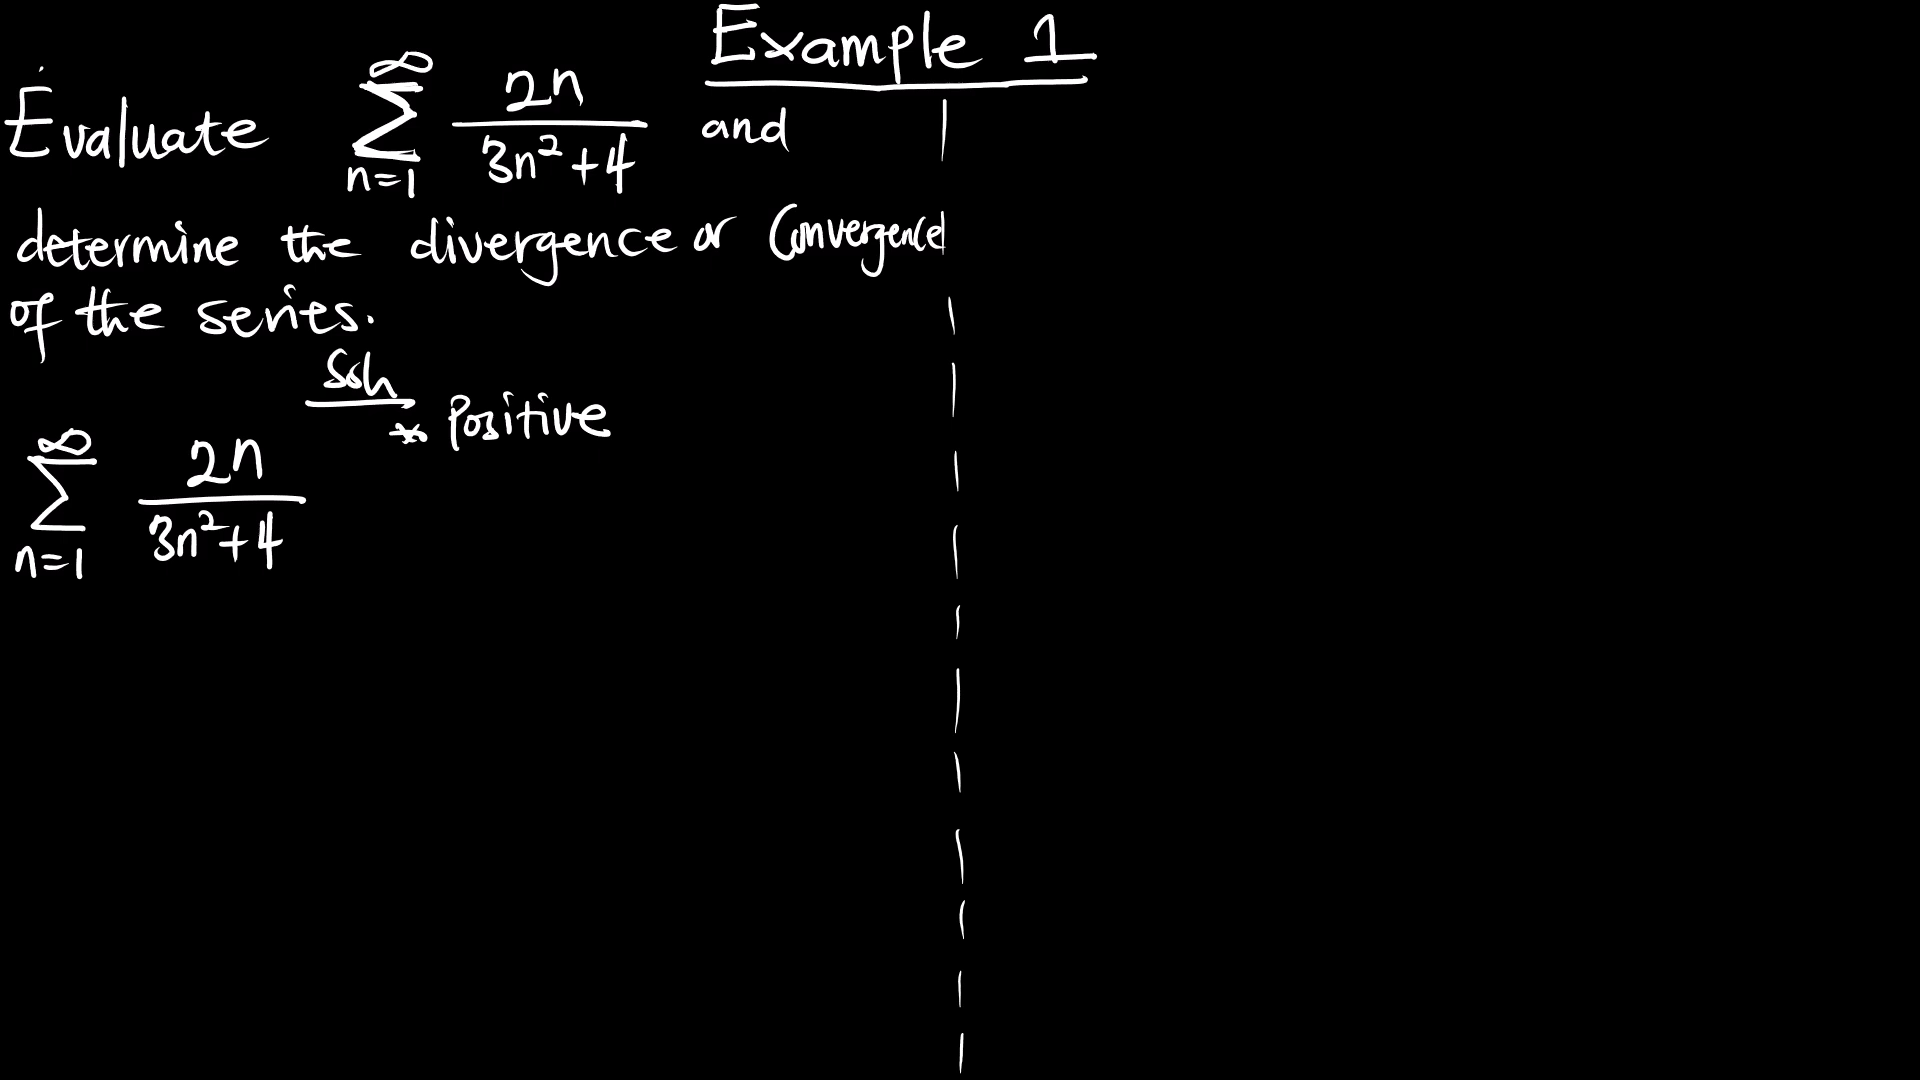 Example 1
Evaluate ∞ Σ n=1 2n / 3n²+4 and
determine the divergence or Convergence
of the series.
Soln
* Positive
∞ Σ n=1 2n / 3n²+4